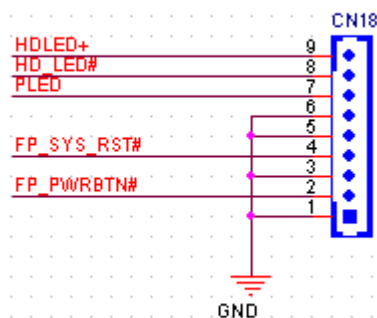 CN18
HDLED+ 9
HD_LED# 8
PLED 7
6
5
FP_SYS_RST# 4
3
FP_PWRBTN# 2
1
GND